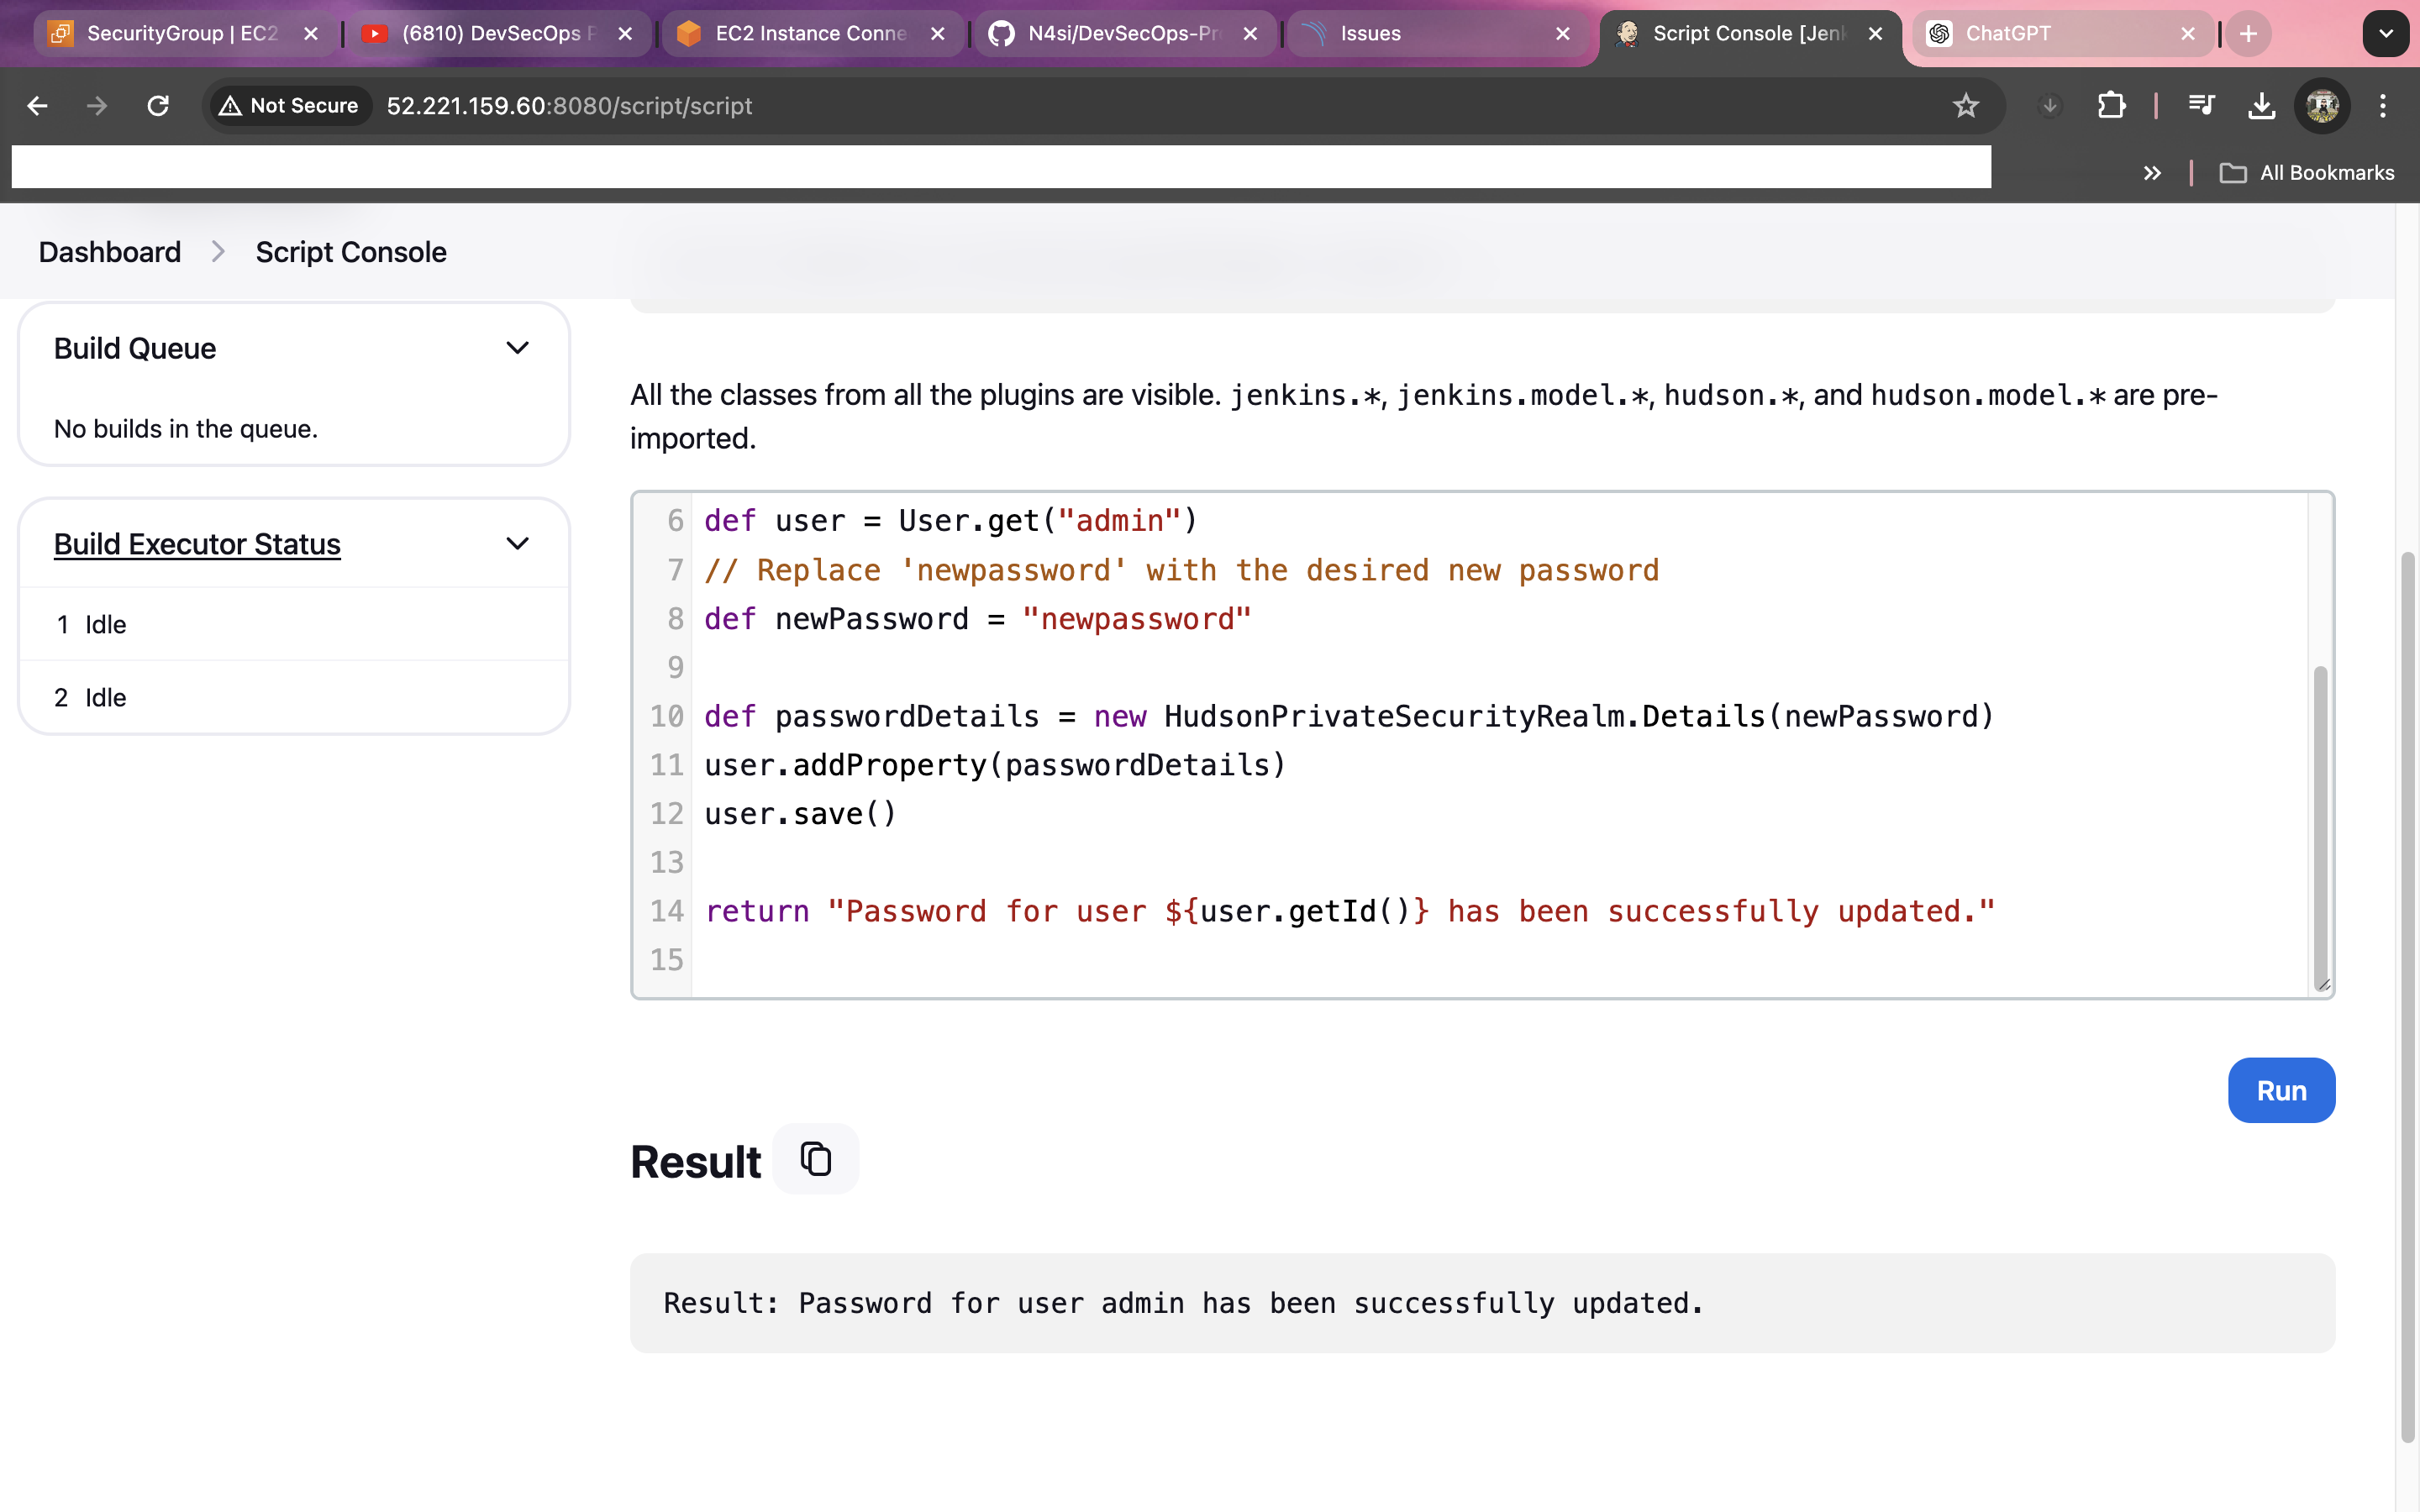 SecurityGroup | EC2
(6810) DevSecOps P
EC2 Instance Conne
N4si/DevSecOps-Pr
Issues
Script Console [Jenk
ChatGPT
Not Secure
52.221.159.60:8080/script/script
All Bookmarks
Dashboard
Script Console
Build Queue
No builds in the queue.
Build Executor Status
1 Idle
2 Idle
All the classes from all the plugins are visible. jenkins.*, jenkins.model.*, hudson.*, and hudson.model.* are pre-
imported.
6 def user = User.get("admin")
7 // Replace 'newpassword' with the desired new password
8 def newPassword = "newpassword"
9
10 def passwordDetails = new HudsonPrivateSecurityRealm.Details(newPassword)
11 user.addProperty(passwordDetails)
12 user.save()
13
14 return "Password for user ${user.getId()} has been successfully updated."
15
Run
Result
Result: Password for user admin has been successfully updated.